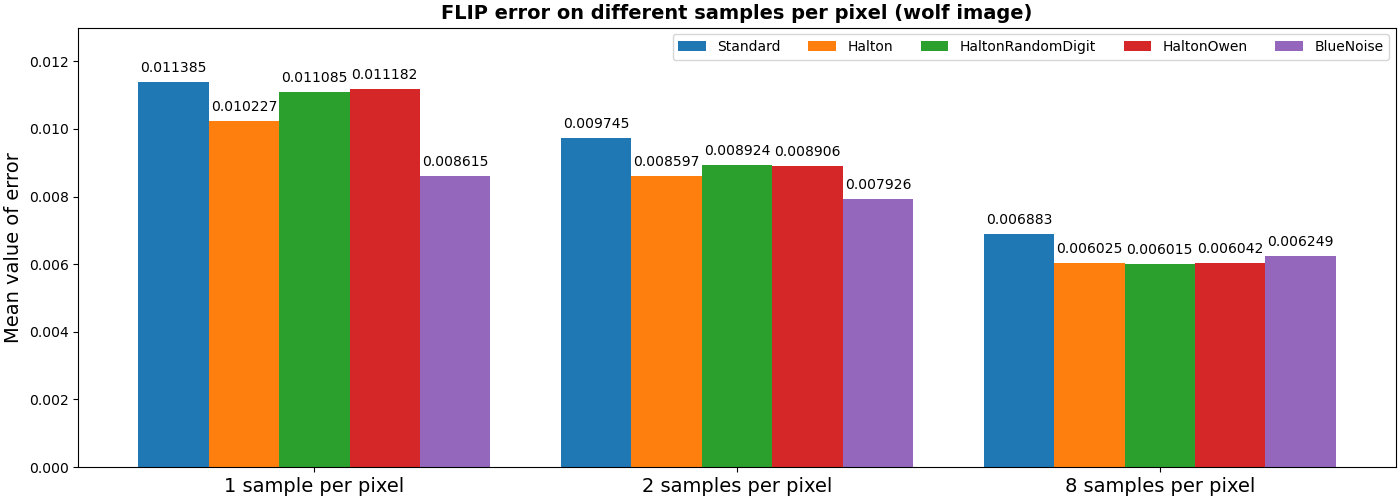 FLIP error on different samples per pixel (wolf image)
Standard Halton HaltonRandomDigit HaltonOwen BlueNoise
Mean value of error
0.012
0.010
0.008
0.006
0.004
0.002
0.000
0.011385 0.010227 0.011085 0.011182 0.008615
0.009745 0.008597 0.008924 0.008906 0.007926
0.006883 0.006025 0.006015 0.006042 0.006249
1 sample per pixel 2 samples per pixel 8 samples per pixel